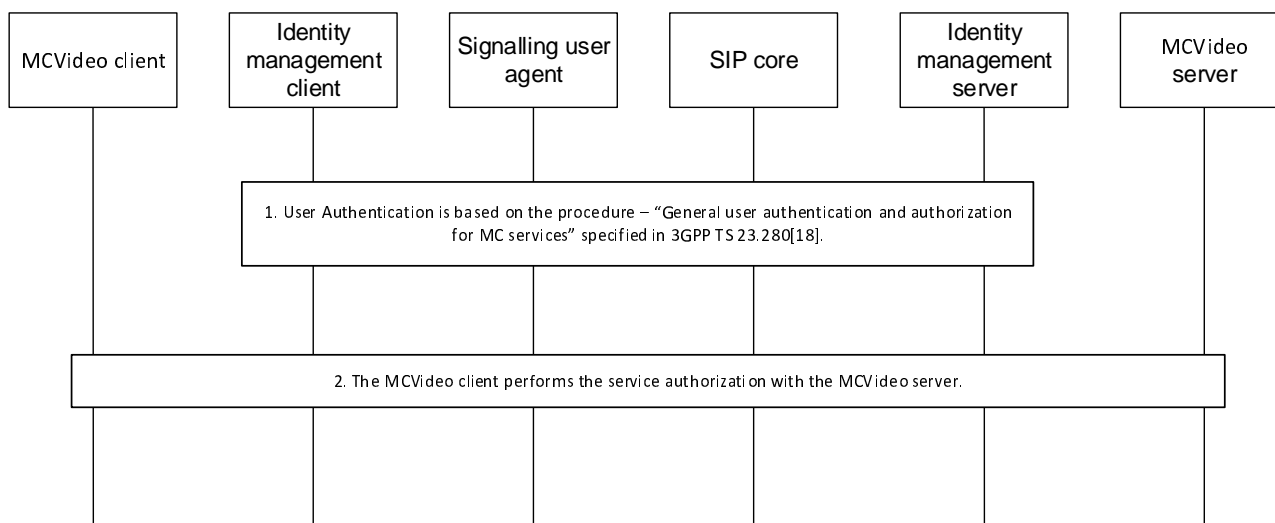 MCVideo client
Identity
management
client
Signalling user
agent
SIP core
Identity
management
server
MCVideo
server
1. User Authentication is based on the procedure – “General user authentication and authorization
for MC services” specified in 3GPP TS 23.280[18].
2. The MCVideo client performs the service authorization with the MCVideo server.